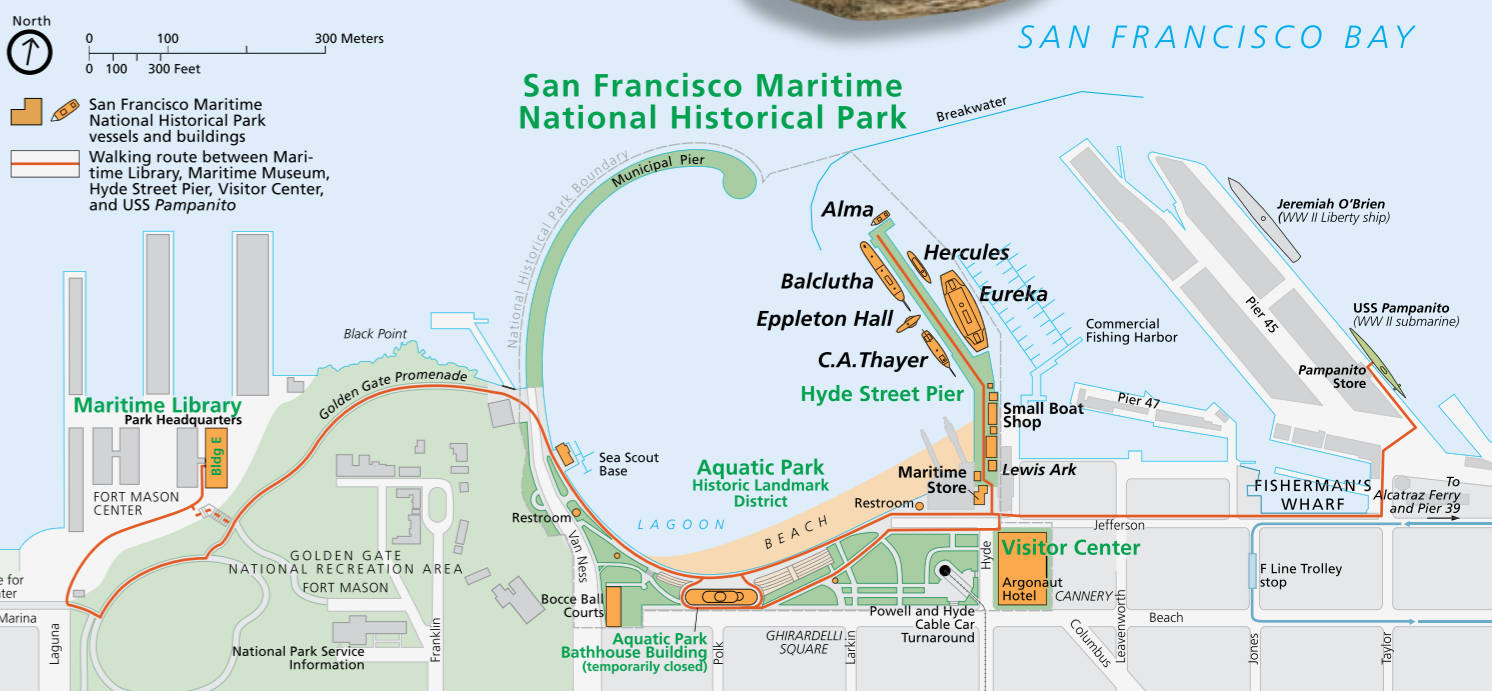 North
0 100 300 Meters
0 100 300 Feet
San Francisco Maritime
National Historical Park
vessels and buildings
Walking route between Mari-
time Library, Maritime Museum,
Hyde Street Pier, Visitor Center,
and USS Pampanito
SAN FRANCISCO BAY
San Francisco Maritime
National Historical Park
Breakwater
Municipal Pier
National Historical Park Boundary
Alma
Hercules
Balclutha
Eureka
Eppleton Hall
C.A.Thayer
Hyde Street Pier
Jeremiah O'Brien
(WW II Liberty ship)
USS Pampanito
(WW II submarine)
Pier 45
Commercial
Fishing Harbor
Pampanito
Store
Pier 47
Black Point
Golden Gate Promenade
Maritime Library
Park Headquarters
Bldg E
FORT MASON
CENTER
Small Boat
Shop
Lewis Ark
Sea Scout
Base
Aquatic Park
Historic Landmark
District
Maritime
Store
Restroom
FISHERMAN'S
WHARF
To
Alcatraz Ferry
and Pier 39
Restroom
LAGOON
BEACH
Jefferson
Van Ness
Hyde
Visitor Center
GOLDEN GATE
NATIONAL RECREATION AREA
FORT MASON
Argonaut
Hotel
CANNERY
F Line Trolley
stop
e for
ter
Marina
Bocce Ball
Courts
Powell and Hyde
Cable Car
Turnaround
Beach
Laguna
Franklin
National Park Service
Information
Aquatic Park
Bathhouse Building
(temporarily closed)
Polk
GHIRARDELLI
SQUARE
Larkin
Columbus
Leavenworth
Jones
Taylor